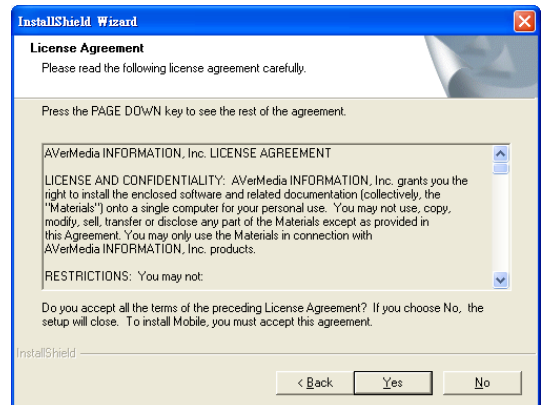 InstallShield Wizard
License Agreement
Please read the following license agreement carefully.
Press the PAGE DOWN key to see the rest of the agreement.
AVerMedia INFORMATION, Inc. LICENSE AGREEMENT
LICENSE AND CONFIDENTIALITY:  AVerMedia INFORMATION, Inc. grants you the
right to install the enclosed software and related documentation (collectively, the
"Materials") onto a single computer for your personal use.  You may not use, copy,
modify, sell, transfer or disclose any part of the Materials except as provided in
this Agreement. You may only use the Materials in connection with
AVerMedia INFORMATION, Inc. products.
RESTRICTIONS:  You may not:
Do you accept all the terms of the preceding License Agreement?  If you choose No,  the
setup will close.  To install Mobile, you must accept this agreement.
InstallShield
< Back
Yes
No